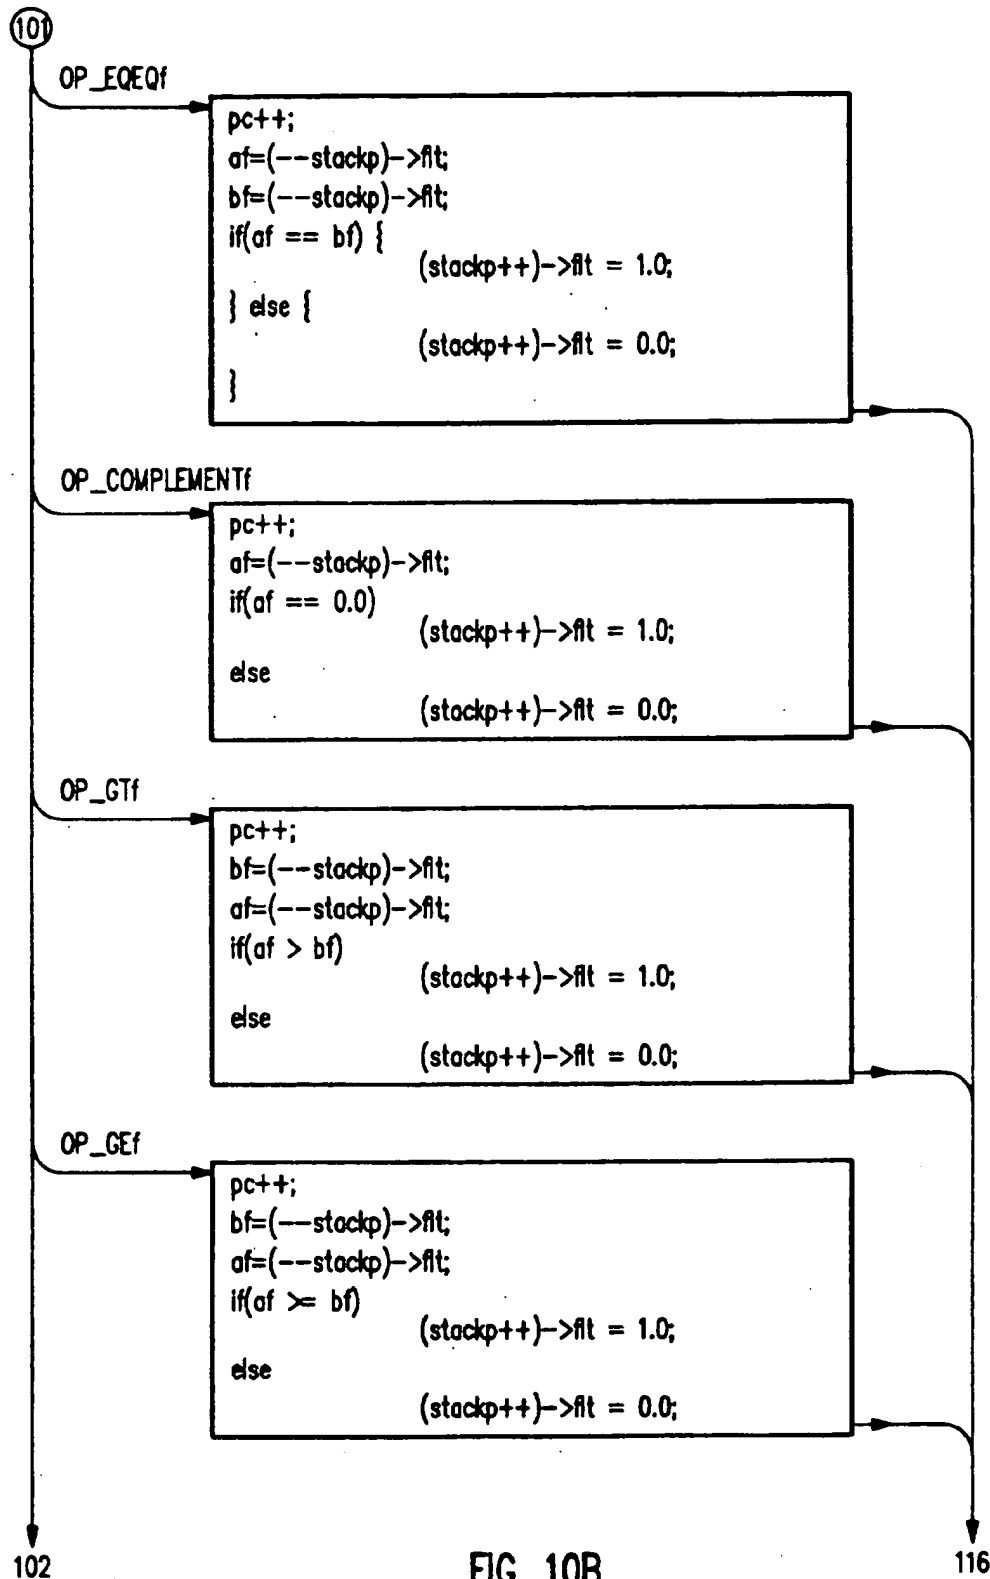 101
OP_EQEQf
pc++;
af=(--stackp)->flt;
bf=(--stackp)->flt;
if(af == bf) {
(stackp++)->flt = 1.0;
} else {
(stackp++)->flt = 0.0;
}
OP_COMPLEMENTf
pc++;
af=(--stackp)->flt;
if(af == 0.0)
(stackp++)->flt = 1.0;
else
(stackp++)->flt = 0.0;
OP_GTf
pc++;
bf=(--stackp)->flt;
af=(--stackp)->flt;
if(af > bf)
(stackp++)->flt = 1.0;
else
(stackp++)->flt = 0.0;
OP_GEf
pc++;
bf=(--stackp)->flt;
af=(--stackp)->flt;
if(af >= bf)
(stackp++)->flt = 1.0;
else
(stackp++)->flt = 0.0;
102
FIG. 10B
116